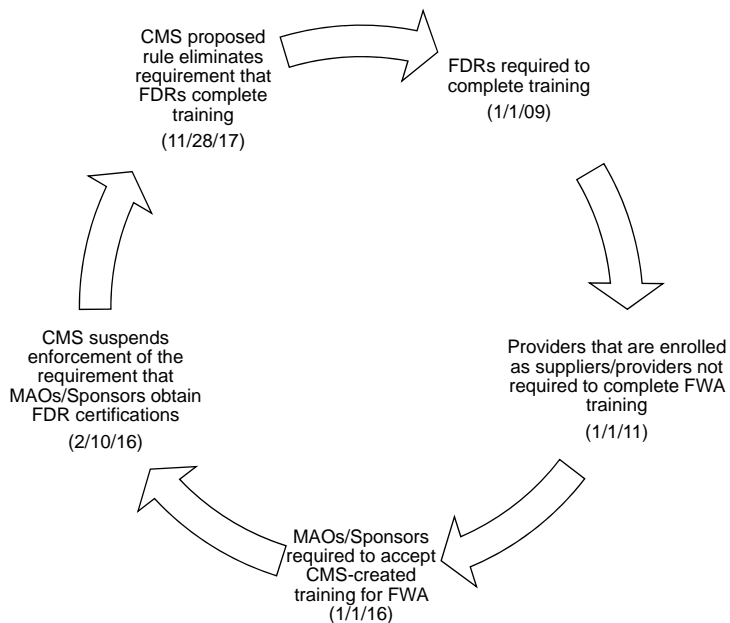 CMS proposed
rule eliminates
requirement that
FDRs complete
training
(11/28/17)
FDRs required to
complete training
(1/1/09)
Providers that are enrolled
as suppliers/providers not
required to complete FWA
training
(1/1/11)
MAOs/Sponsors
required to accept
CMS-created
training for FWA
(1/1/16)
CMS suspends
enforcement of the
requirement that
MAOs/Sponsors obtain
FDR certifications
(2/10/16)